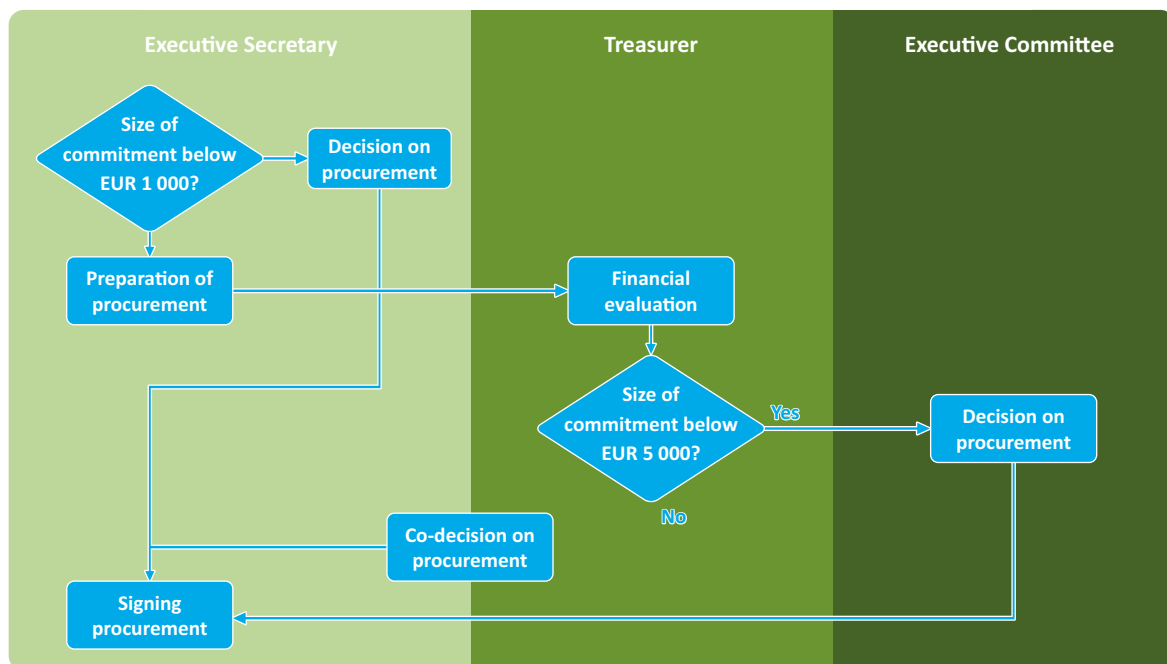 Executive Secretary
Treasurer
Executive Committee
Size of
commitment below
EUR 1 000?
Decision on
procurement
Preparation of
procurement
Financial
evaluation
Size of
commitment below
EUR 5 000?
Yes
No
Decision on
procurement
Co-decision on
procurement
Signing
procurement